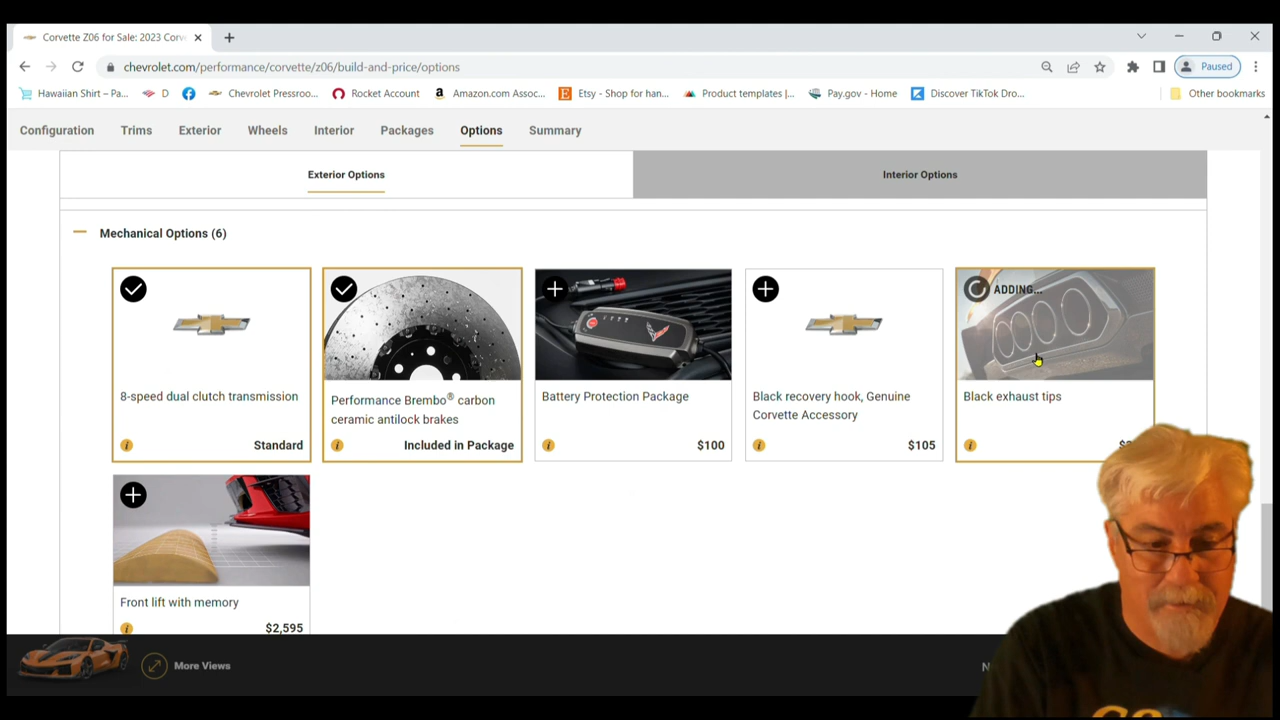 Corvette Z06 for Sale: 2023 Corv
chevrolet.com/performance/corvette/z06/build-and-price/options
Paused
Hawaiian Shirt – Pa...
D
Chevrolet Pressroo...
Rocket Account
Amazon.com Assoc...
Etsy - Shop for han...
Product templates |...
Pay.gov - Home
Discover TikTok Dro...
Other bookmarks
Configuration
Trims
Exterior
Wheels
Interior
Packages
Options
Summary
Exterior Options
Interior Options
Mechanical Options (6)
ADDING...
8-speed dual clutch transmission
Standard
Performance Brembo® carbon
ceramic antilock brakes
Included in Package
Battery Protection Package
$100
Black recovery hook, Genuine
Corvette Accessory
$105
Black exhaust tips
Front lift with memory
$2,595
More Views